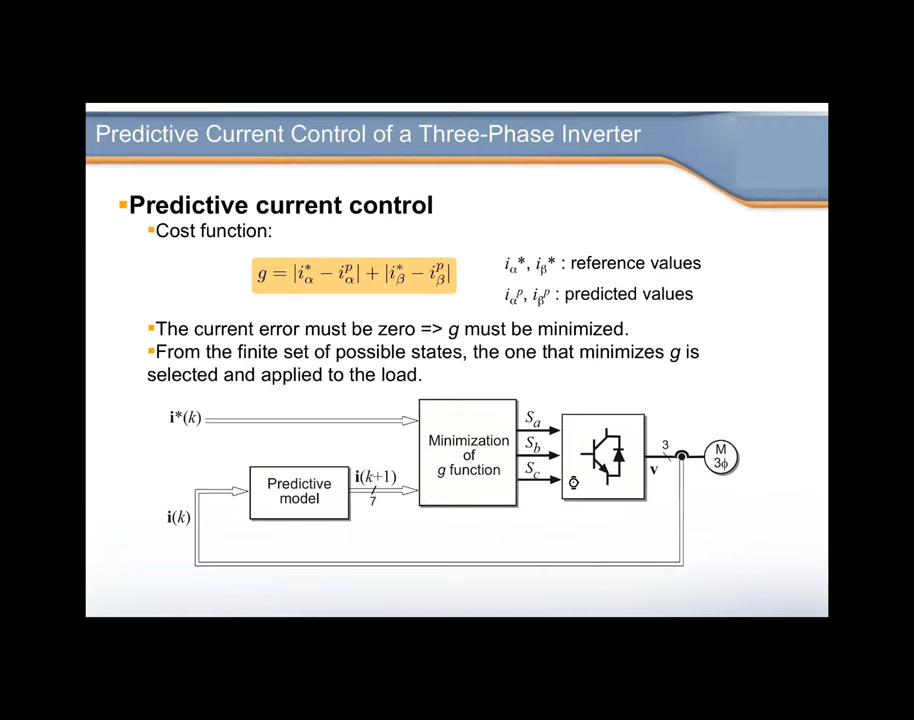 Predictive Current Control of a Three-Phase Inverter
▪Predictive current control
▪Cost function:
g = |i*α − i^p_α| + |i*β − i^p_β|
iα*, iβ* : reference values
iα^p, iβ^p : predicted values
▪The current error must be zero => g must be minimized.
▪From the finite set of possible states, the one that minimizes g is
selected and applied to the load.
i*(k)
Minimization
of
g function
Sa
Sb
Sc
3
v
M
3ϕ
Predictive
model
i(k+1)
7
i(k)